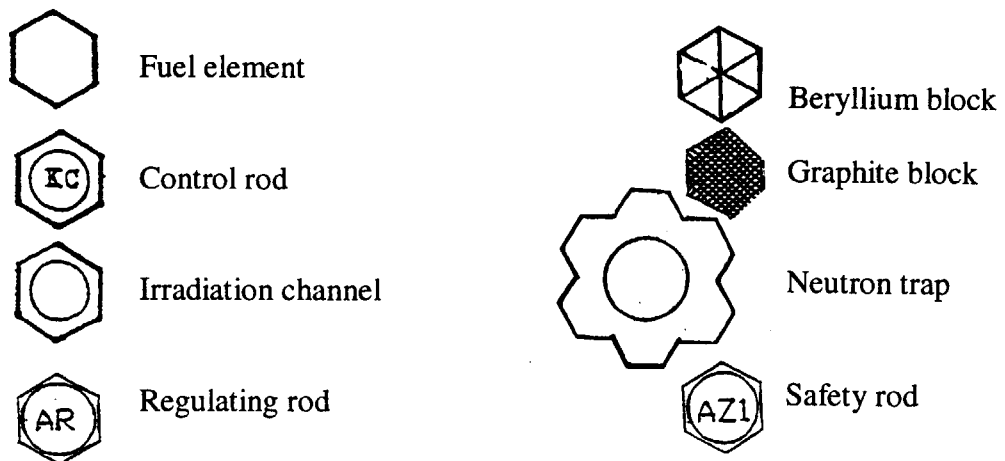 Fuel element
KC Control rod
Irradiation channel
AR Regulating rod
Beryllium block
Graphite block
Neutron trap
AZ1 Safety rod